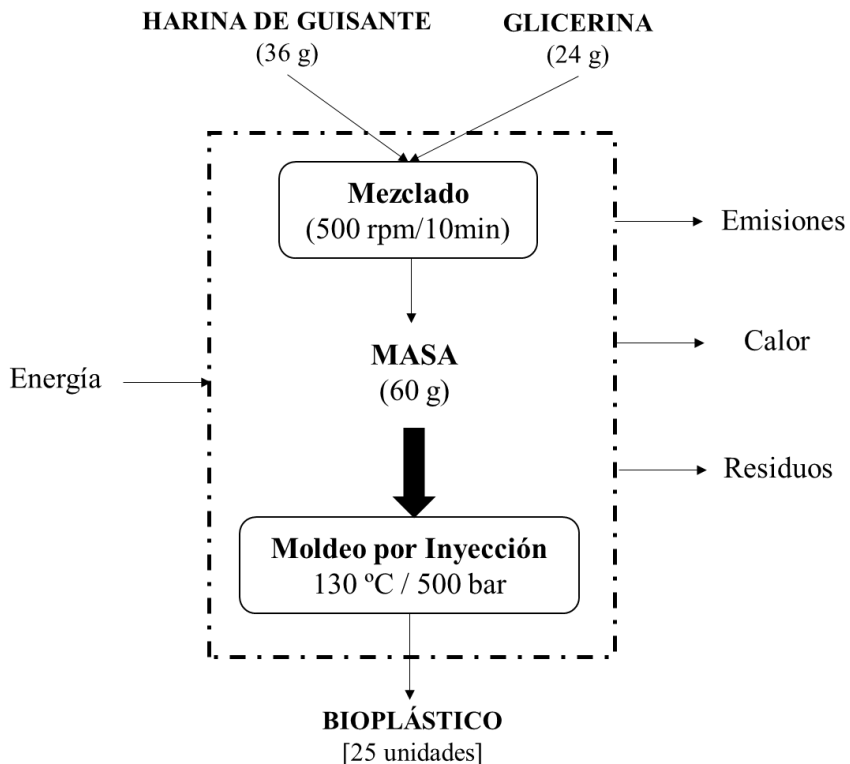 HARINA DE GUISANTE
(36 g)
GLICERINA
(24 g)
Mezclado
(500 rpm/10min)
Emisiones
MASA
(60 g)
Calor
Energía
Residuos
Moldeo por Inyección
130 ºC / 500 bar
BIOPLÁSTICO
[25 unidades]